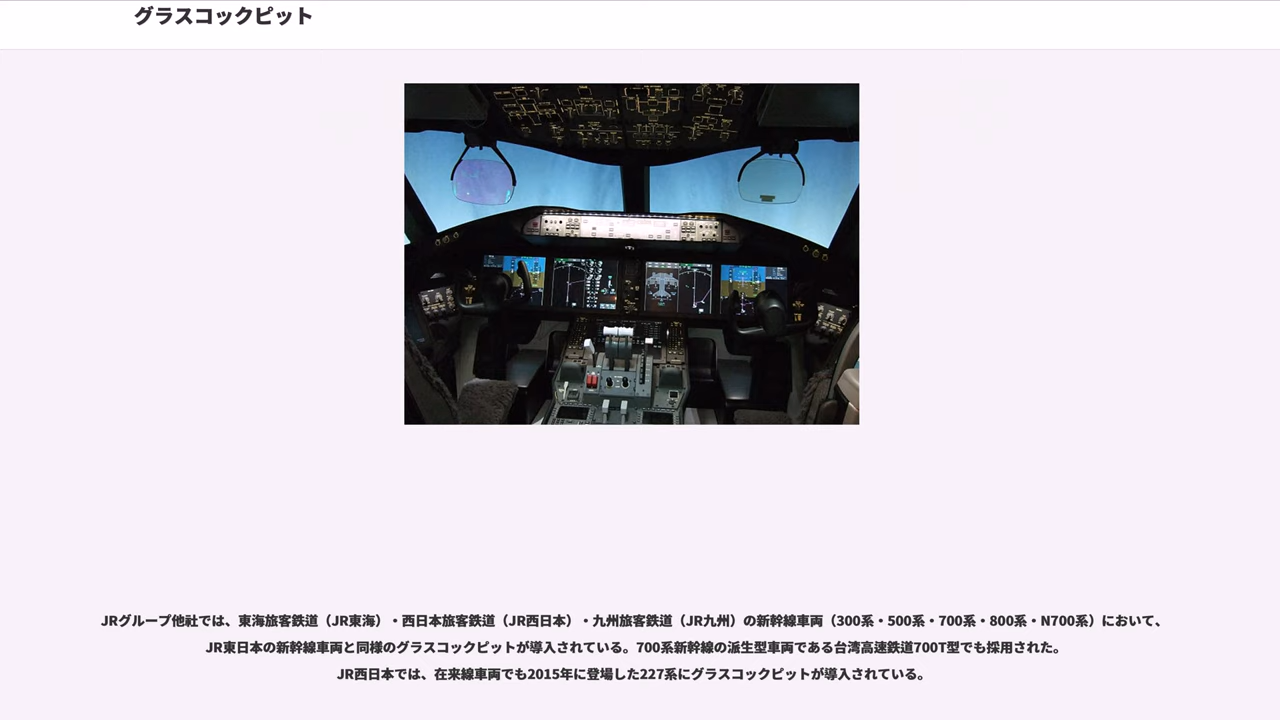 グラスコックピット
JRグループ他社では、東海旅客鉄道（JR東海）・西日本旅客鉄道（JR西日本）・九州旅客鉄道（JR九州）の新幹線車両（300系・500系・700系・800系・N700系）において、
JR東日本の新幹線車両と同様のグラスコックピットが導入されている。700系新幹線の派生型車両である台湾高速鉄道700T型でも採用された。
JR西日本では、在来線車両でも2015年に登場した227系にグラスコックピットが導入されている。